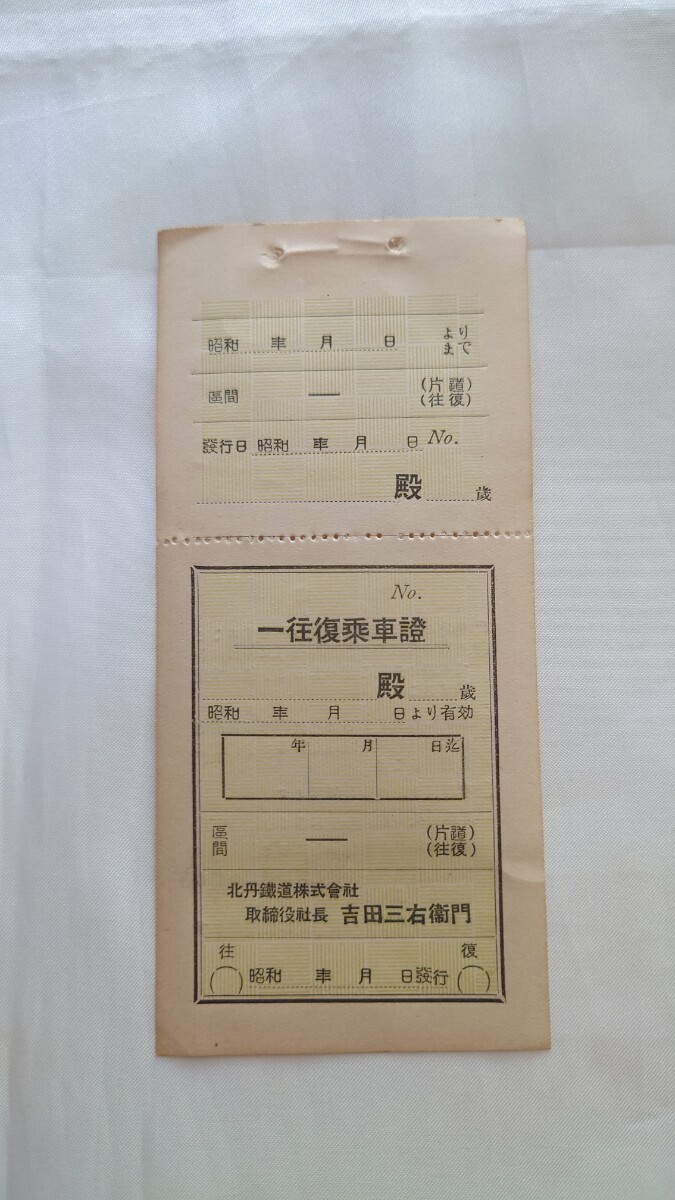 昭和 年 月 日 より
まで
區間 ― (片道)
(往復)
發行日 昭和 年 月 日 No.
殿 歲
No.
一往復乘車證
殿 歲
昭和 年 月 日より有効
年 月 日迄
區間 ― (片道)
(往復)
北丹鐵道株式會社
取締役社長 吉田三右衞門
往 復
( ) 昭和 年 月 日發行 ( )